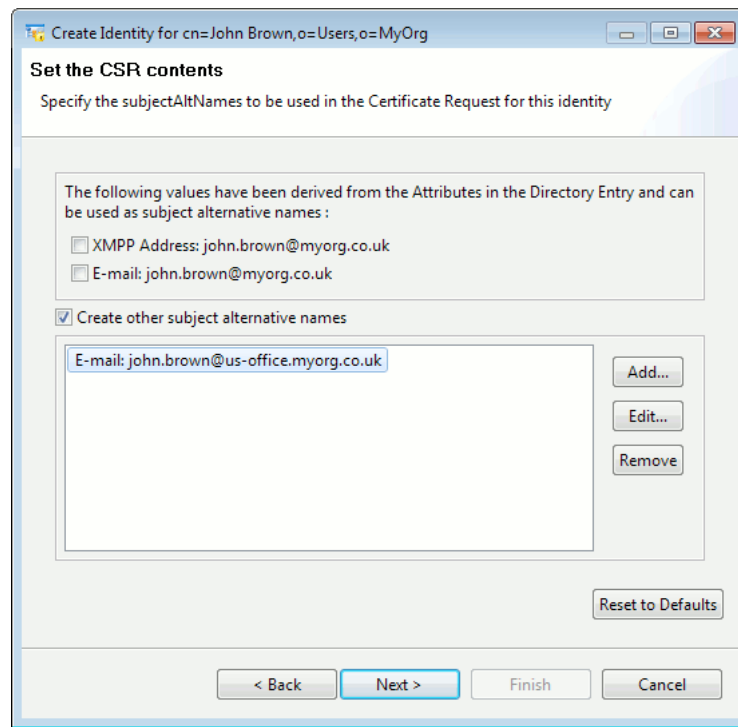 Create Identity for cn=John Brown,o=Users,o=MyOrg
Set the CSR contents
Specify the subjectAltNames to be used in the Certificate Request for this identity
The following values have been derived from the Attributes in the Directory Entry and can
be used as subject alternative names :
XMPP Address: john.brown@myorg.co.uk
E-mail: john.brown@myorg.co.uk
Create other subject alternative names
E-mail: john.brown@us-office.myorg.co.uk
Add...
Edit...
Remove
Reset to Defaults
< Back
Next >
Finish
Cancel